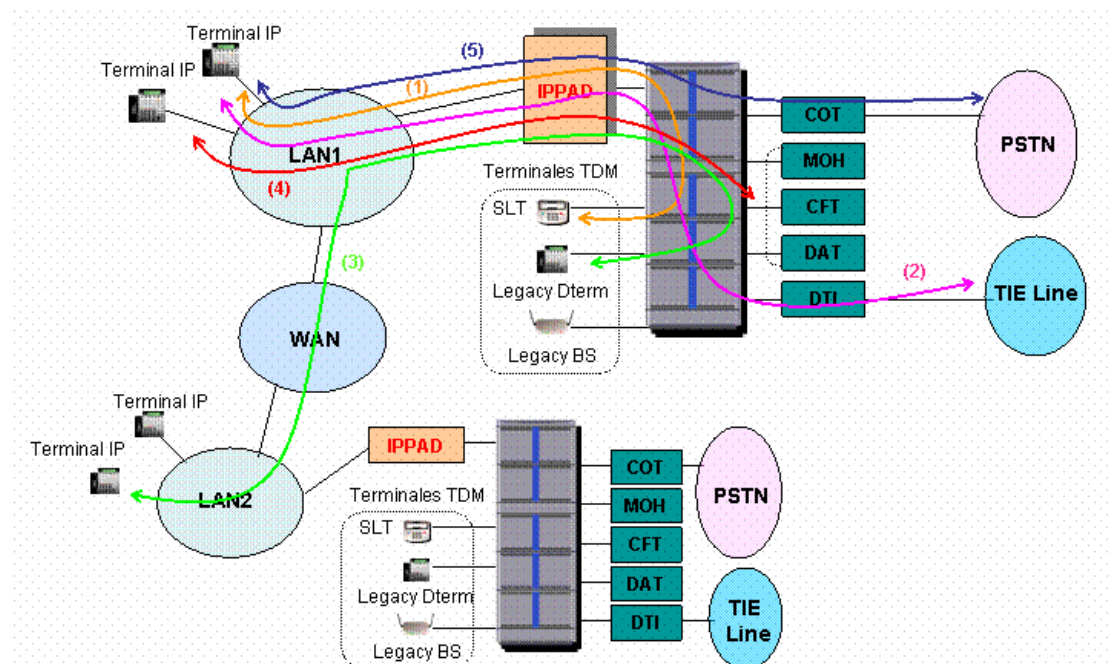 Terminal IP
Terminal IP
(5)
(1)
IPPAD
LAN1
(4)
COT
PSTN
MOH
Terminales TDM
SLT
CFT
DAT
(3)
Legacy Dterm
(2)
DTI
TIE Line
WAN
Legacy BS
Terminal IP
Terminal IP
IPPAD
LAN2
COT
PSTN
Terminales TDM
MOH
SLT
CFT
DAT
Legacy Dterm
DTI
TIE
Line
Legacy BS